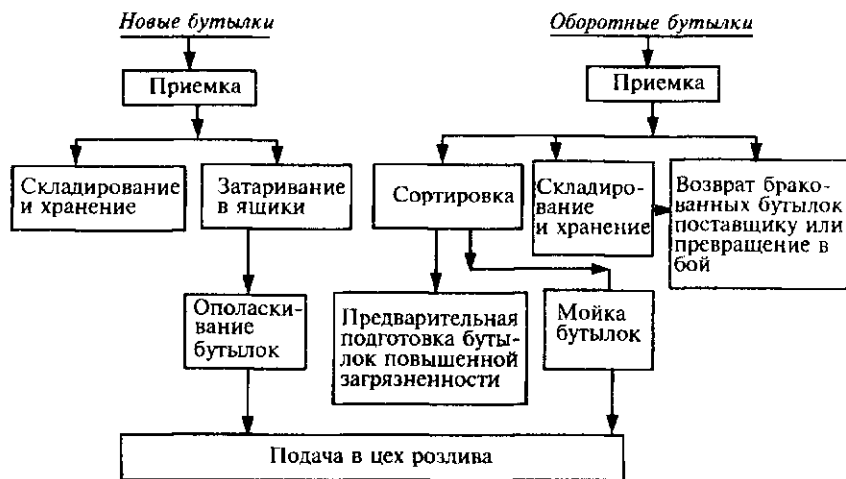 Новые бутылки
Оборотные бутылки
Приемка
Приемка
Складирование
и хранение
Затаривание
в ящики
Сортировка
Складиро-
вание
и хранение
Возврат брако-
ванных бутылок
поставщику или
превращение в
бой
Ополаски-
вание
бутылок
Предварительная
подготовка буты-
лок повышенной
загрязненности
Мойка
бутылок
Подача в цех розлива